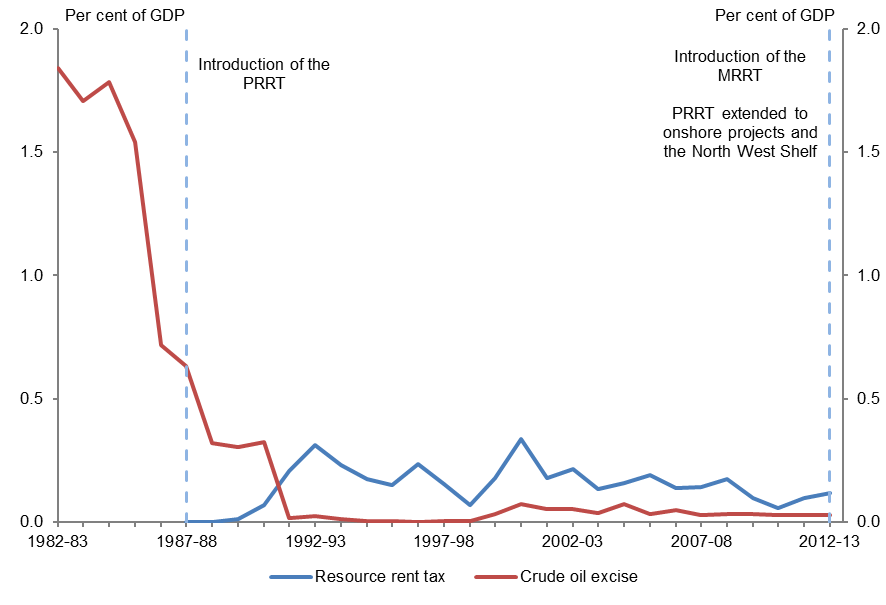 Per cent of GDP
Per cent of GDP
2.0
2.0
Introduction of the
PRRT
Introduction of the
MRRT
PRRT extended to
onshore projects and
the North West Shelf
1.5
1.5
1.0
1.0
0.5
0.5
0.0
0.0
1982-83
1987-88
1992-93
1997-98
2002-03
2007-08
2012-13
Resource rent tax
Crude oil excise